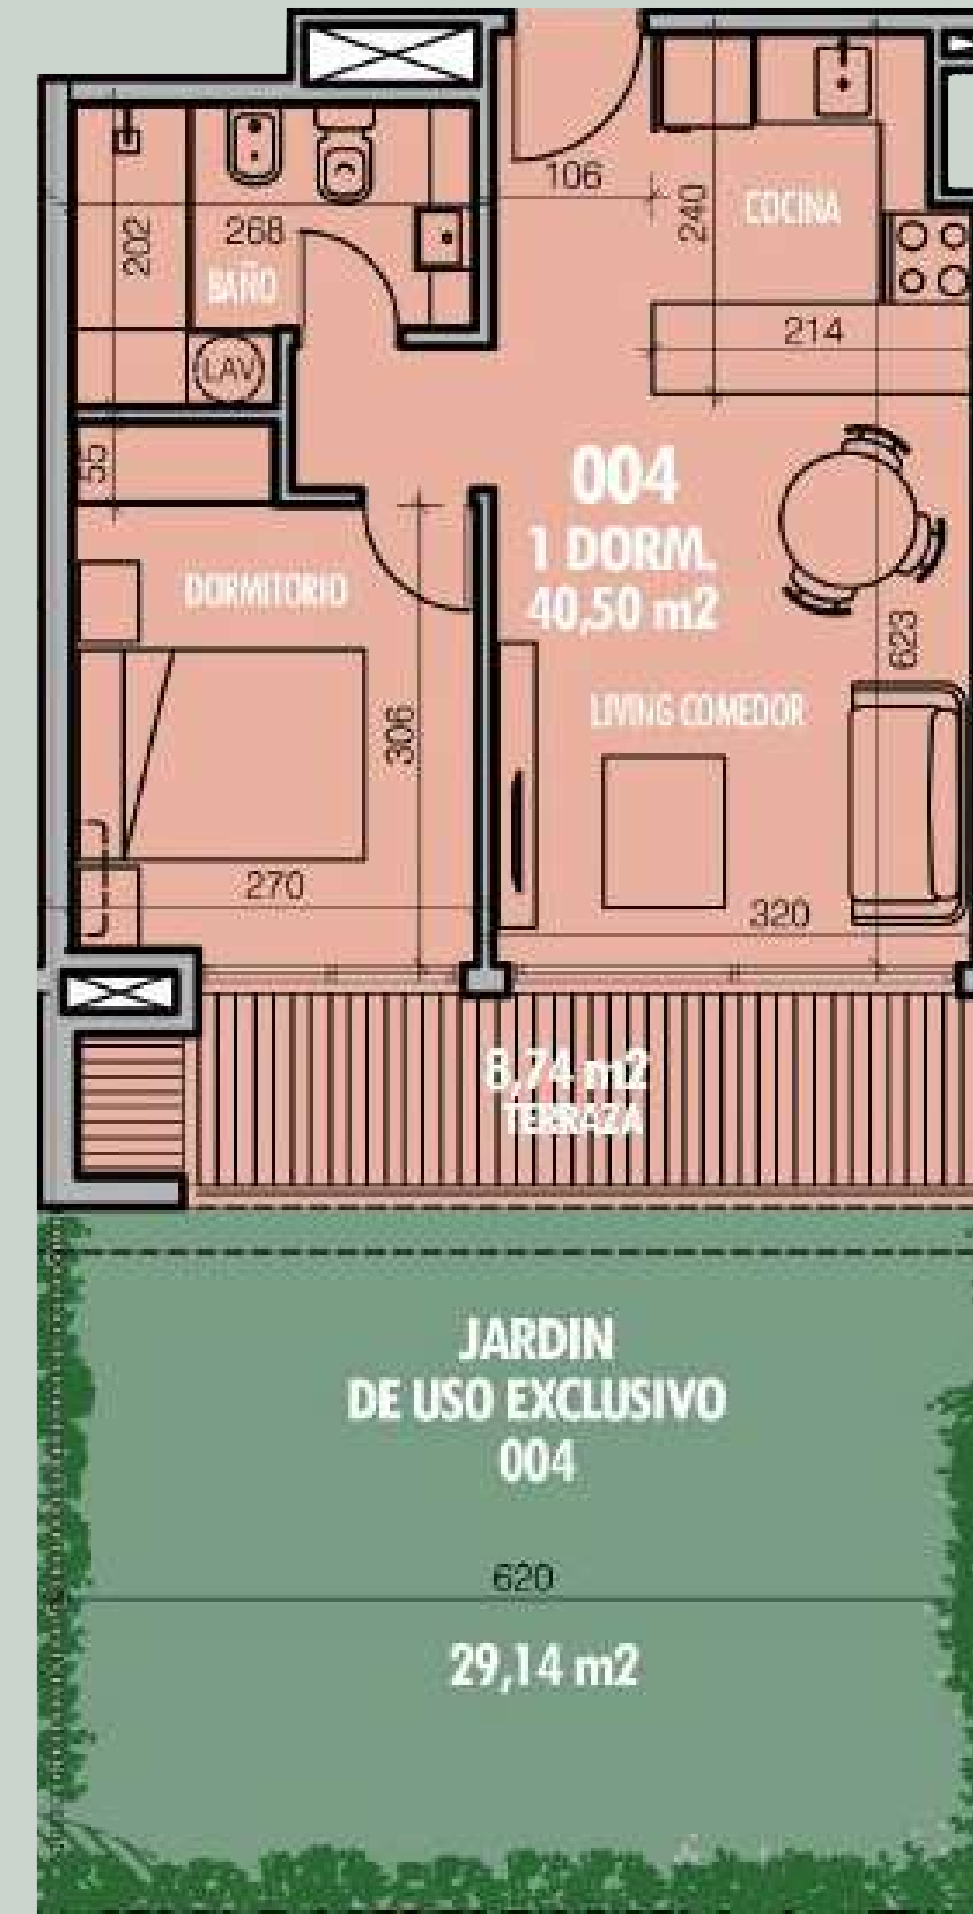 106
240
COCINA
202
268
BAÑO
214
LAV
55
004
1 DORM.
40,50 m2
DORMITORIO
623
LIVING COMEDOR
306
270
320
8,74 m2
TERRAZA
JARDIN
DE USO EXCLUSIVO
004
620
29,14 m2